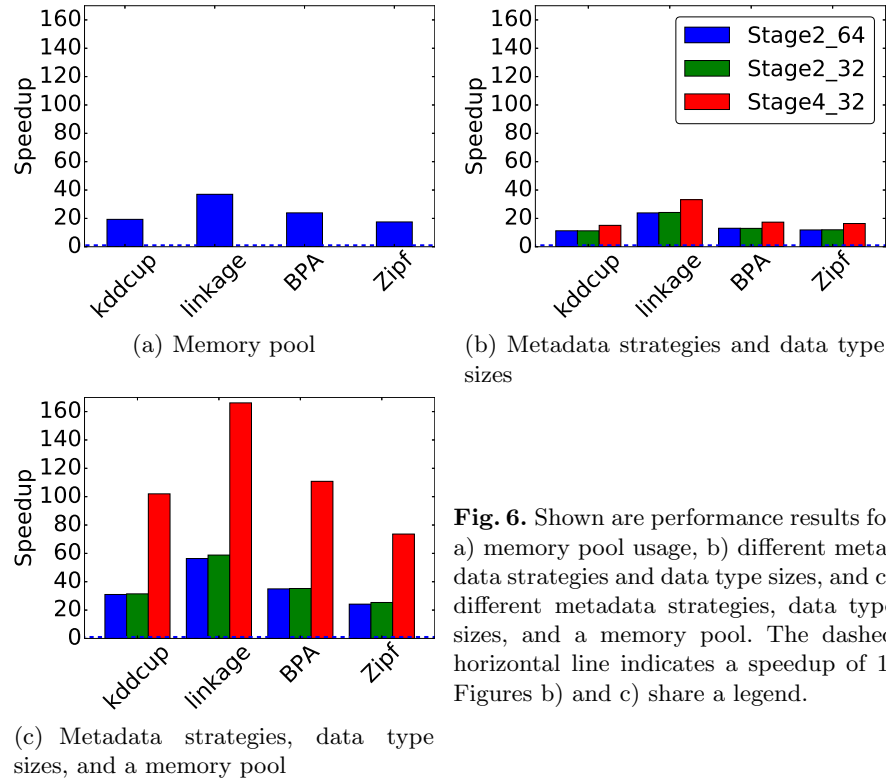 160
140
120
100
80
60
40
20
0
Speedup
kddcup
linkage
BPA
Zipf
(a) Memory pool
160
140
120
100
80
60
40
20
0
Speedup
Stage2_64
Stage2_32
Stage4_32
kddcup
linkage
BPA
Zipf
(b) Metadata strategies and data type
sizes
160
140
120
100
80
60
40
20
0
Speedup
kddcup
linkage
BPA
Zipf
(c) Metadata strategies, data type
sizes, and a memory pool
Fig. 6. Shown are performance results fo
a) memory pool usage, b) different meta
data strategies and data type sizes, and c
different metadata strategies, data type
sizes, and a memory pool. The dashed
horizontal line indicates a speedup of 1
Figures b) and c) share a legend.